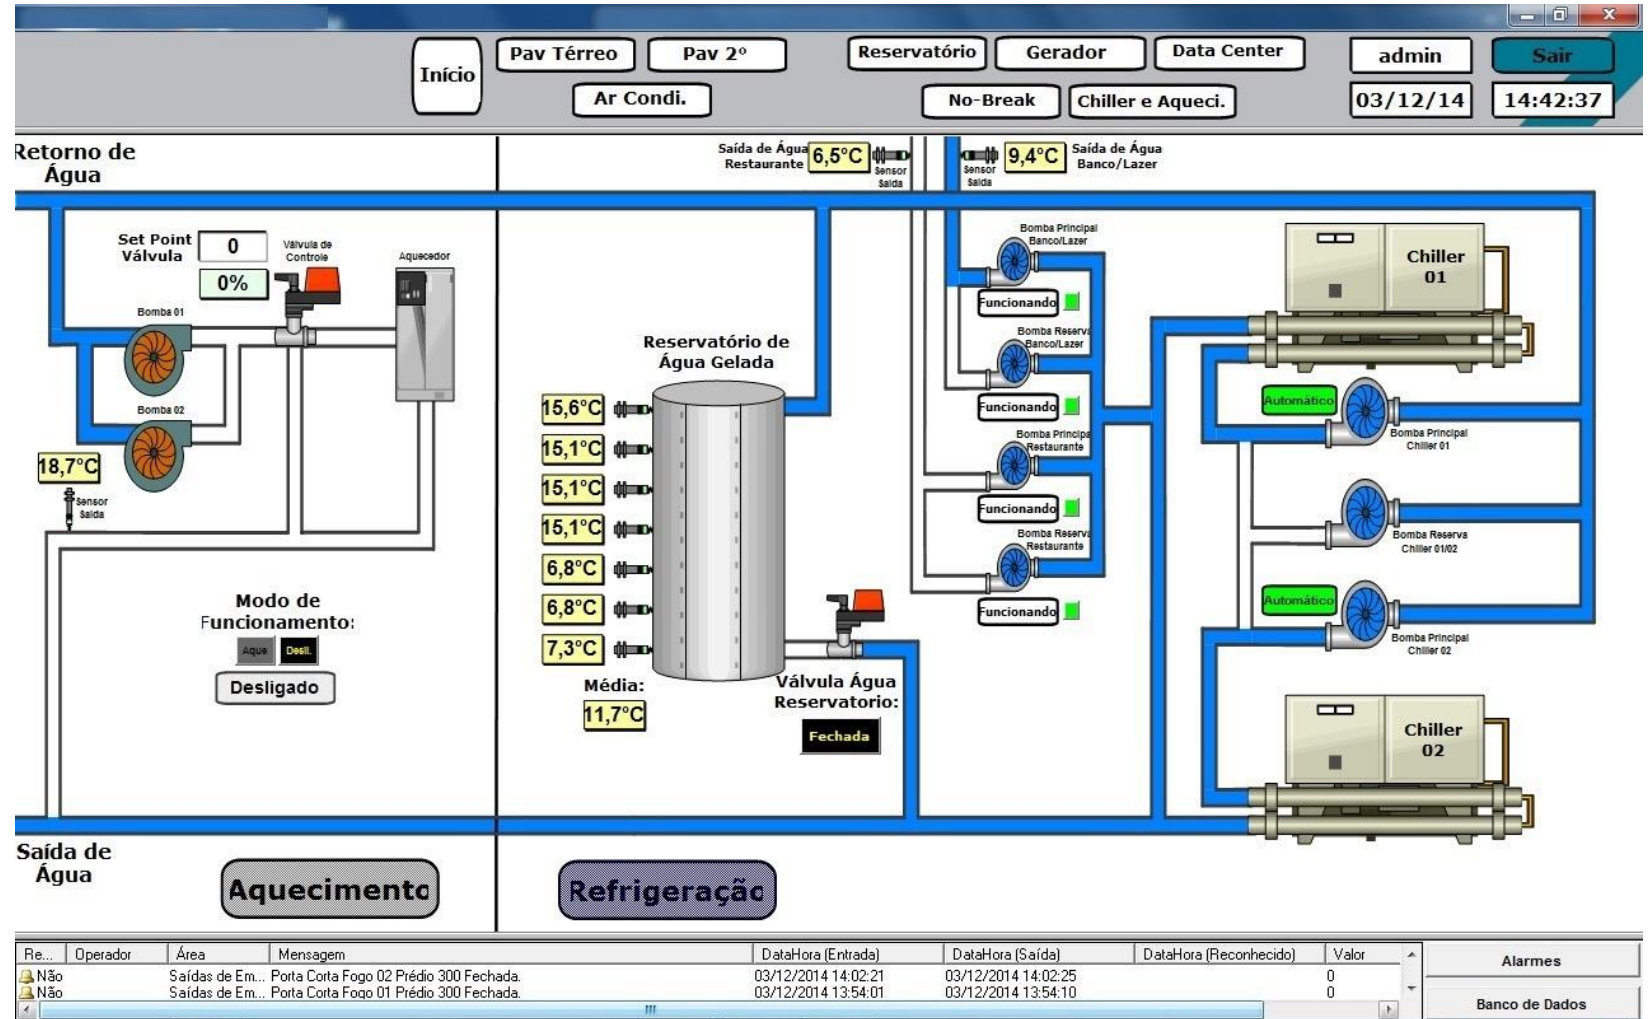 Início
Pav Térreo
Pav 2º
Ar Condi.
Reservatório
Gerador
Data Center
No-Break
Chiller e Aqueci.
admin
Sair
03/12/14
14:42:37
Retorno de
Água
Set Point
Válvula
0
0%
Válvula de
Controle
Aquecedor
Bomba 01
Bomba 02
18,7°C
Sensor
Saída
Modo de
Funcionamento:
Aque
Desli.
Desligado
Saída de
Água
Aquecimento
Saída de Água
Restaurante
6,5°C
Sensor
Saída
Sensor
Saída
9,4°C
Saída de Água
Banco/Lazer
Reservatório de
Água Gelada
15,6°C
15,1°C
15,1°C
15,1°C
6,8°C
6,8°C
7,3°C
Média:
11,7°C
Válvula Água
Reservatorio:
Fechada
Bomba Principal
Banco/Lazer
Funcionando
Bomba Reserva
Banco/Lazer
Funcionando
Bomba Principa
Restaurante
Funcionando
Bomba Reserva
Restaurante
Funcionando
Chiller
01
Automático
Bomba Principal
Chiller 01
Bomba Reserva
Chiller 01/02
Automático
Bomba Principal
Chiller 02
Chiller
02
Refrigeração
Re... Operador Área Mensagem DataHora (Entrada) DataHora (Saída) DataHora (Reconhecido) Valor
Não Saídas de Em... Porta Corta Fogo 02 Prédio 300 Fechada. 03/12/2014 14:02:21 03/12/2014 14:02:25 0
Não Saídas de Em... Porta Corta Fogo 01 Prédio 300 Fechada. 03/12/2014 13:54:01 03/12/2014 13:54:10 0
Alarmes
Banco de Dados